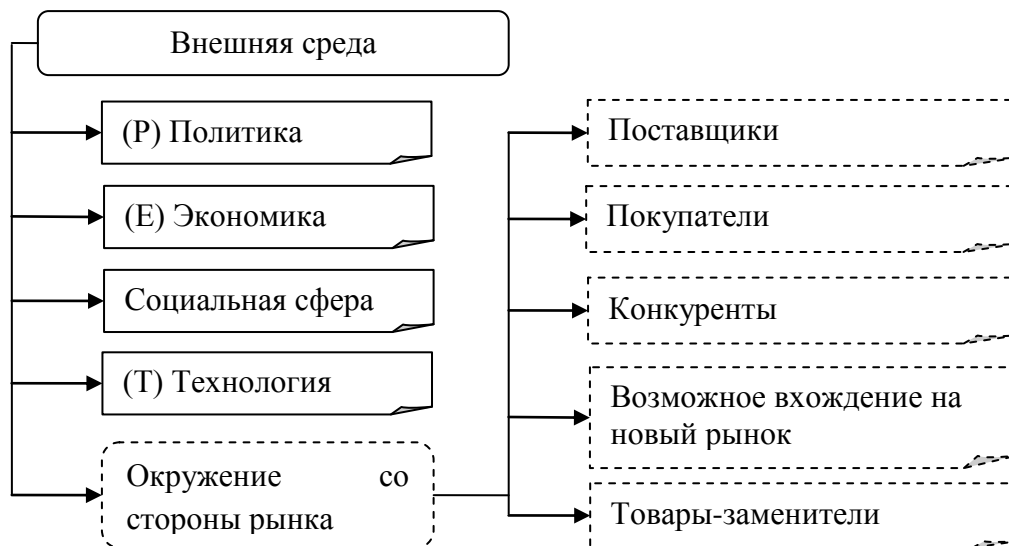 Внешняя среда
(P) Политика
(E) Экономика
Социальная сфера
(T) Технология
Окружение со
стороны рынка
Поставщики
Покупатели
Конкуренты
Возможное вхождение на
новый рынок
Товары-заменители